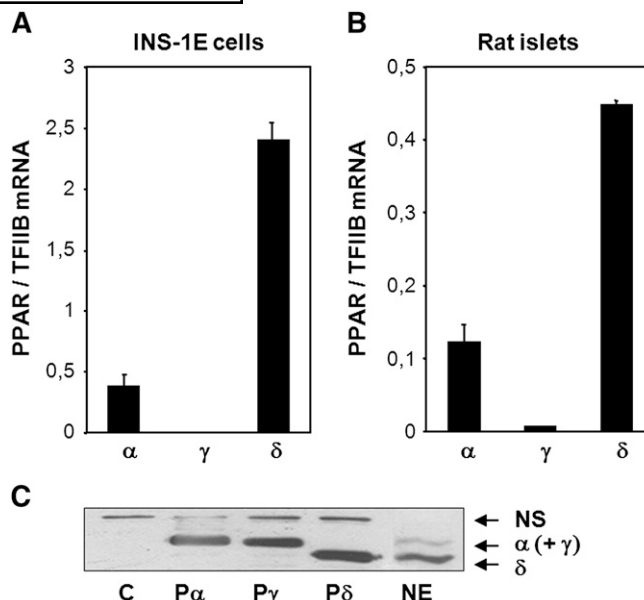 A
INS-1E cells
PPAR / TFIIB mRNA
3
2,5
2
1,5
1
0,5
0
α γ δ
B
Rat islets
PPAR / TFIIB mRNA
0,5
0,4
0,3
0,2
0,1
0
α γ δ
C
NS
α (+ γ)
δ
C Pα Pγ Pδ NE